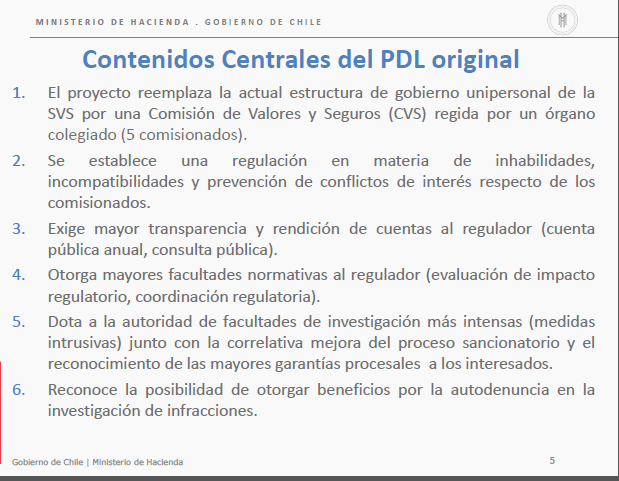 MINISTERIO DE HACIENDA . GOBIERNO DE CHILE
Contenidos Centrales del PDL original
1. El proyecto reemplaza la actual estructura de gobierno unipersonal de la
SVS por una Comisión de Valores y Seguros (CVS) regida por un órgano
colegiado (5 comisionados).
2. Se establece una regulación en materia de inhabilidades,
incompatibilidades y prevención de conflictos de interés respecto de los
comisionados.
3. Exige mayor transparencia y rendición de cuentas al regulador (cuenta
pública anual, consulta pública).
4. Otorga mayores facultades normativas al regulador (evaluación de impacto
regulatorio, coordinación regulatoria).
5. Dota a la autoridad de facultades de investigación más intensas (medidas
intrusivas) junto con la correlativa mejora del proceso sancionatorio y el
reconocimiento de las mayores garantías procesales a los interesados.
6. Reconoce la posibilidad de otorgar beneficios por la autodenuncia en la
investigación de infracciones.
Gobierno de Chile | Ministerio de Hacienda
5